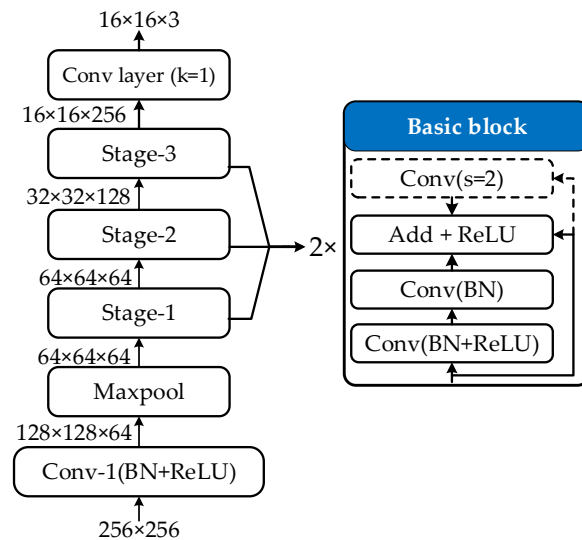 16×16×3
Conv layer (k=1)
16×16×256
Stage-3
32×32×128
Stage-2
64×64×64
Stage-1
64×64×64
Maxpool
128×128×64
Conv-1(BN+ReLU)
256×256
2×
Basic block
Conv(s=2)
Add + ReLU
Conv(BN)
Conv(BN+ReLU)